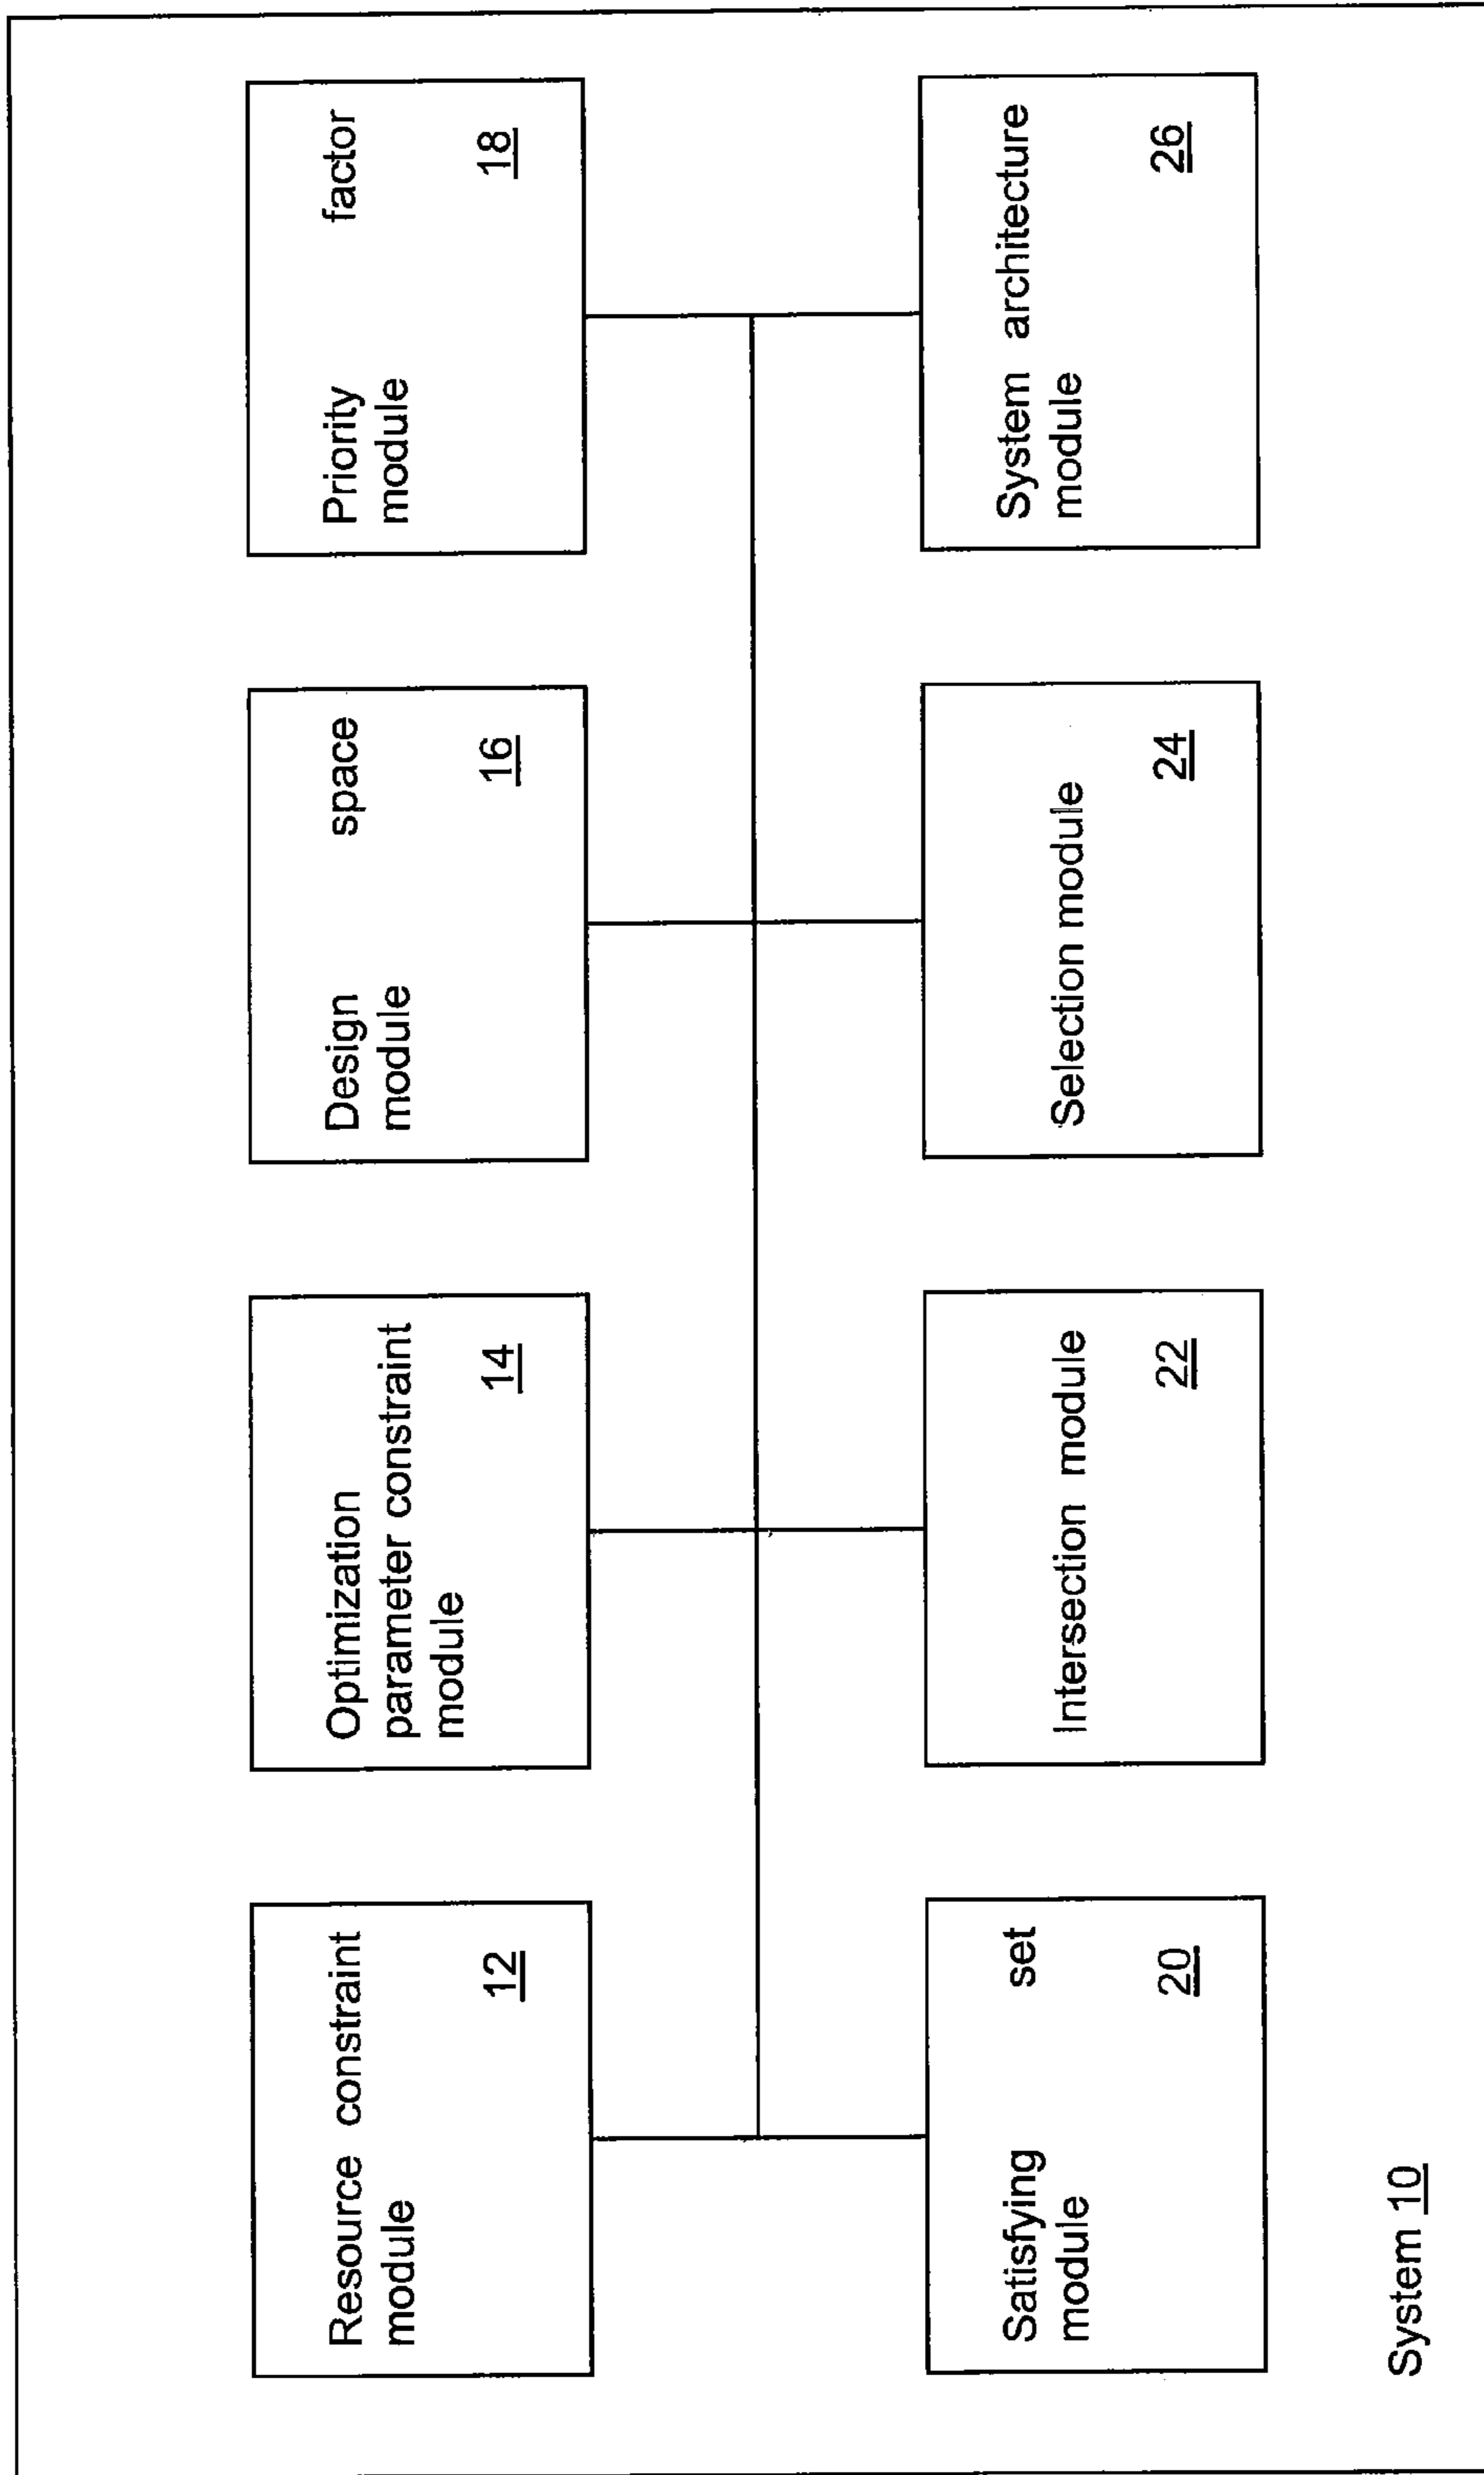 Resource constraint
module
12
Optimization
parameter constraint
module
14
Design space
module
16
Priority factor
module
18
Satisfying set
module
20
Intersection module
22
Selection module
24
System architecture
module
26
System 10